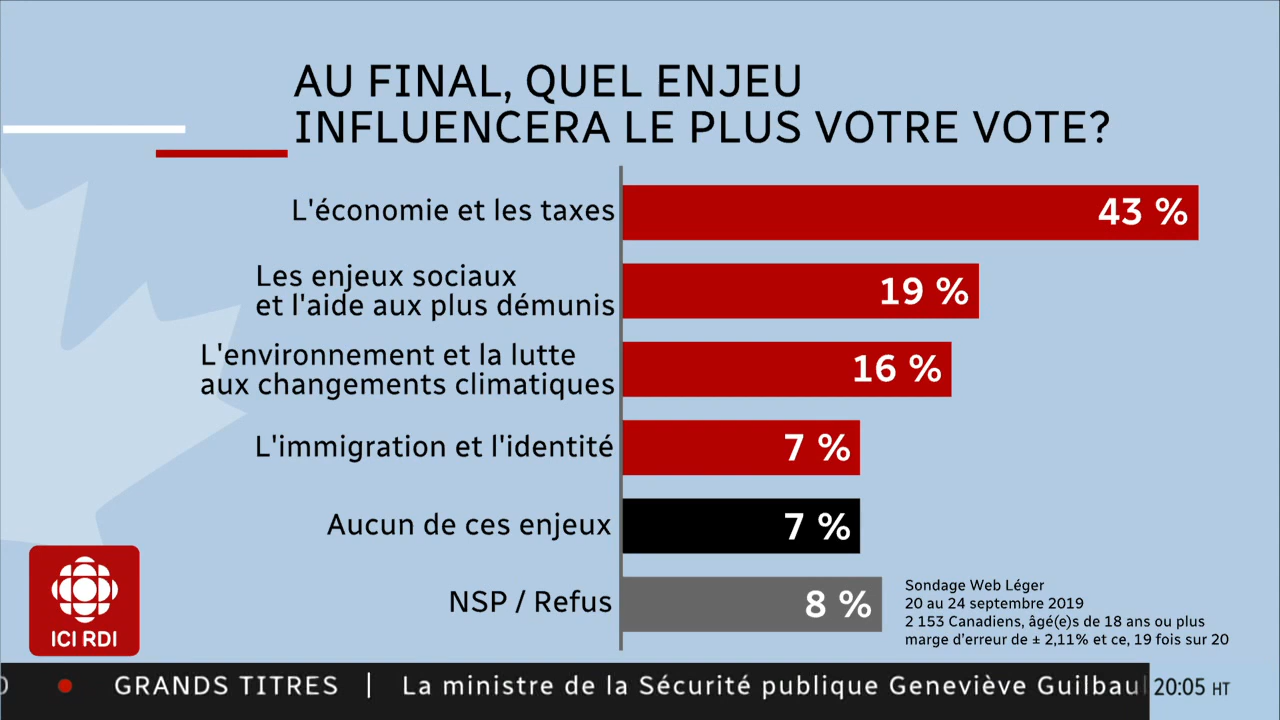 AU FINAL, QUEL ENJEU
INFLUENCERA LE PLUS VOTRE VOTE?
L'économie et les taxes
43 %
Les enjeux sociaux
et l'aide aux plus démunis
19 %
L'environnement et la lutte
aux changements climatiques
16 %
L'immigration et l'identité
7 %
Aucun de ces enjeux
7 %
NSP / Refus
8 %
Sondage Web Léger
20 au 24 septembre 2019
2 153 Canadiens, âgé(e)s de 18 ans ou plus
marge d'erreur de ± 2,11% et ce, 19 fois sur 20
ICI RDI
GRANDS TITRES | La ministre de la Sécurité publique Geneviève Guilbau
20:05 HT